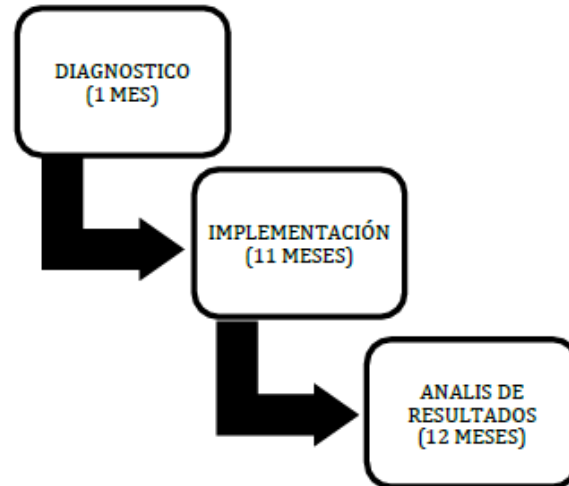 DIAGNOSTICO
(1 MES)
IMPLEMENTACIÓN
(11 MESES)
ANALIS DE
RESULTADOS
(12 MESES)